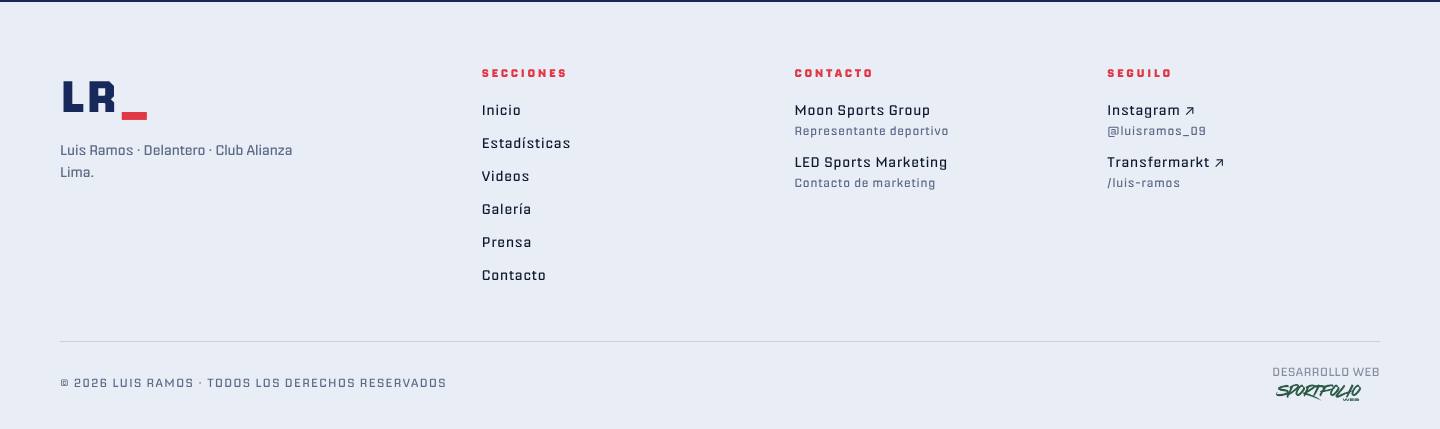 LR_
Luis Ramos · Delantero · Club Alianza
Lima.
SECCIONES
Inicio
Estadísticas
Videos
Galería
Prensa
Contacto
CONTACTO
Moon Sports Group
Representante deportivo
LED Sports Marketing
Contacto de marketing
SEGUILO
Instagram ↗
@luisramos_09
Transfermarkt ↗
/luis-ramos
© 2026 LUIS RAMOS · TODOS LOS DERECHOS RESERVADOS
DESARROLLO WEB
SPORTFOLIO
WEB